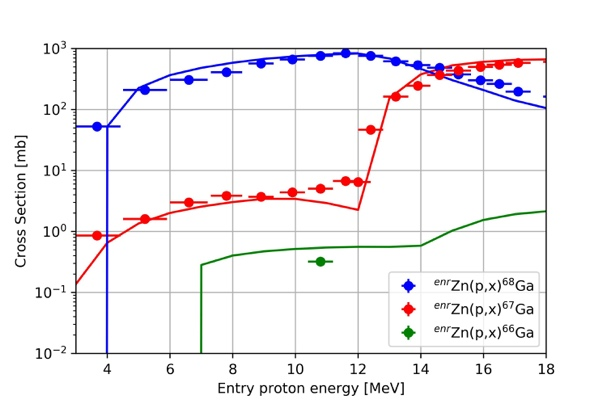 10³
10²
10¹
10⁰
10⁻¹
10⁻²
Cross Section [mb]
ᵉⁿʳZn(p,x)⁶⁸Ga
ᵉⁿʳZn(p,x)⁶⁷Ga
ᵉⁿʳZn(p,x)⁶⁶Ga
4 6 8 10 12 14 16 18
Entry proton energy [MeV]